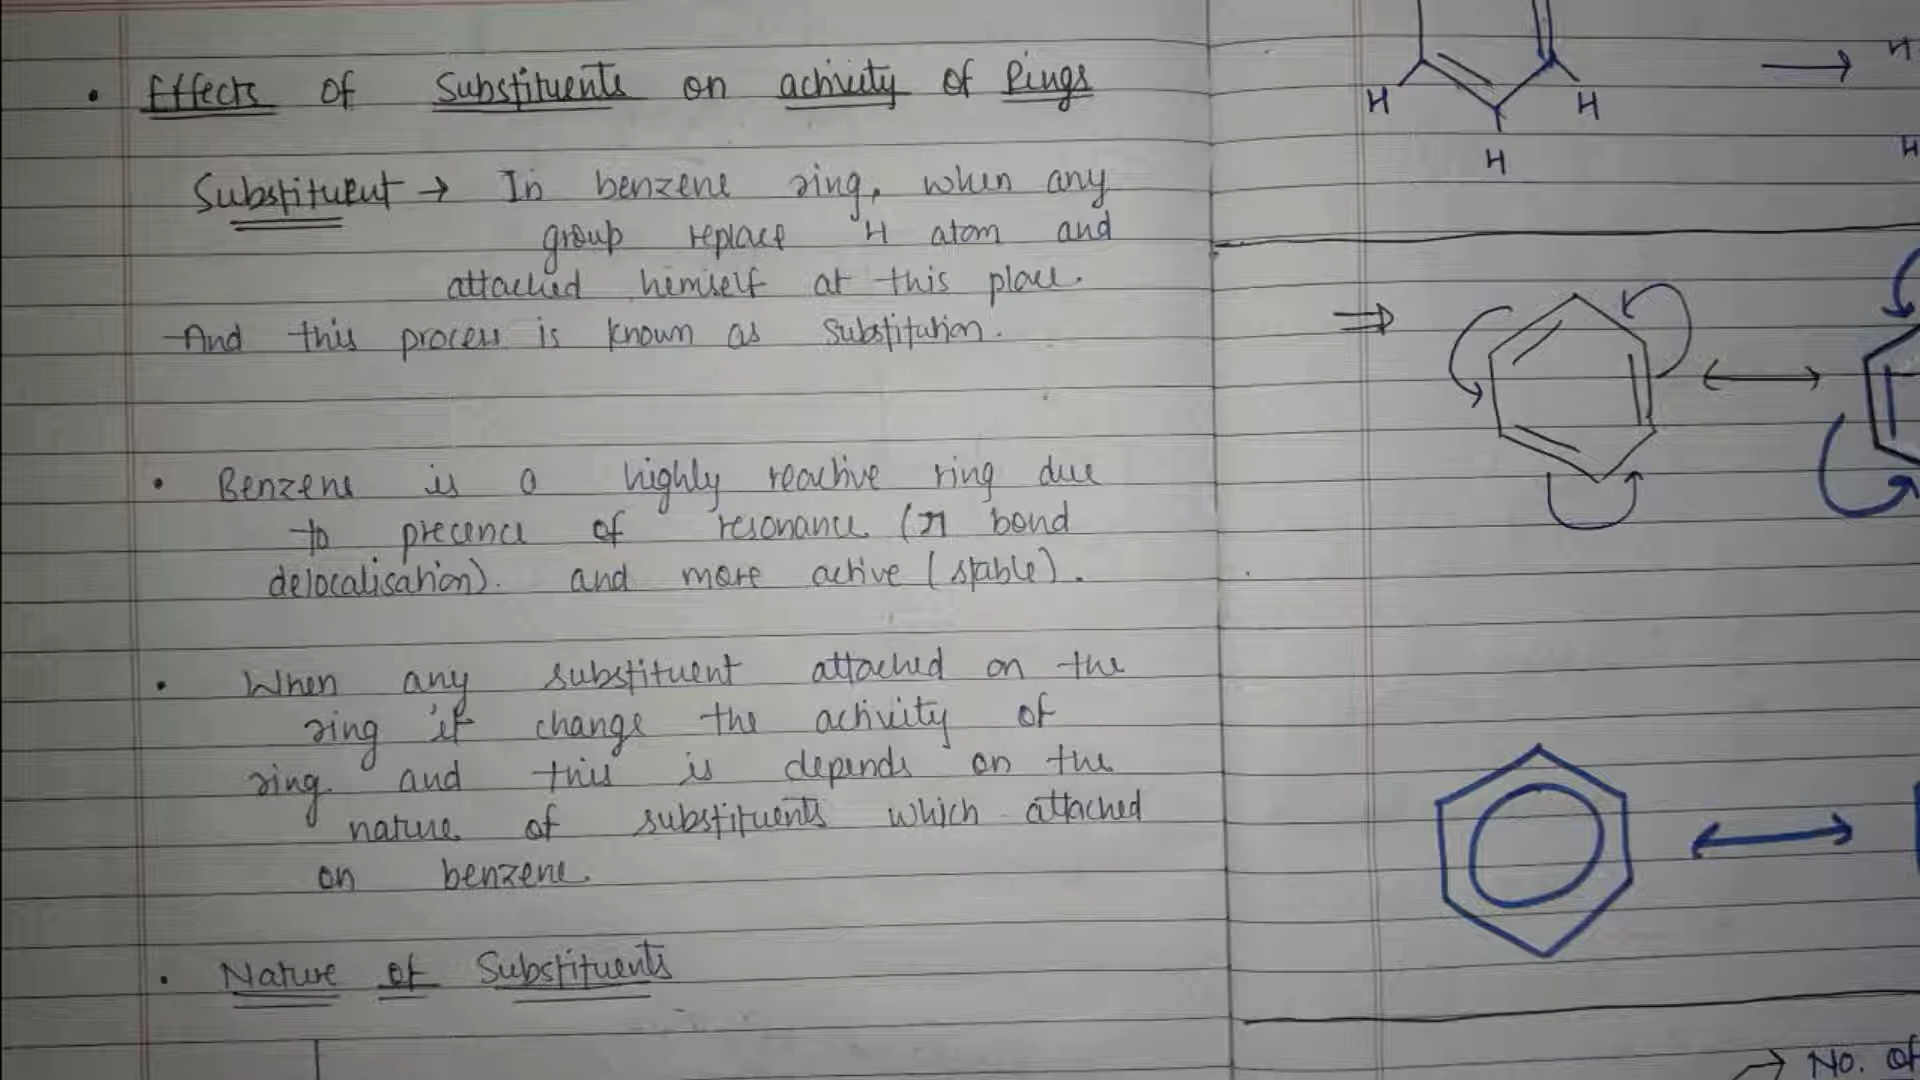 • Effects of Substituents on activity of Rings
Substituent → In benzene ring, when any
group replace H atom and
attached himself at this place.
And this process is known as Substitution.
• Benzene is a highly reactive ring due
to precence of resonance (π bond
delocalisation). and more active (stable).
• When any substituent attached on the
ring it change the activity of
ring and this is depends on the
nature of substituents which attached
on benzene.
• Nature of Substituents
→ H
H H
H
H
⇒ ↔
↔
→ No. of